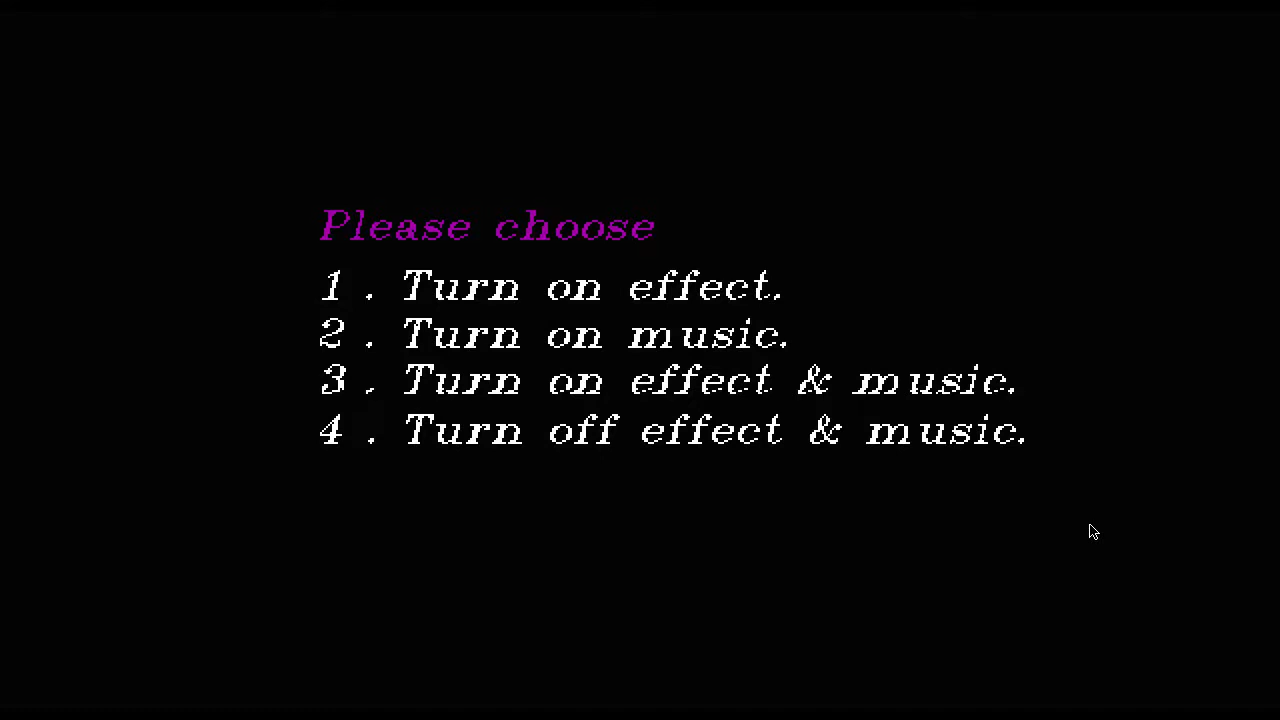 Please choose
1 . Turn on effect.
2 . Turn on music.
3 . Turn on effect & music.
4 . Turn off effect & music.